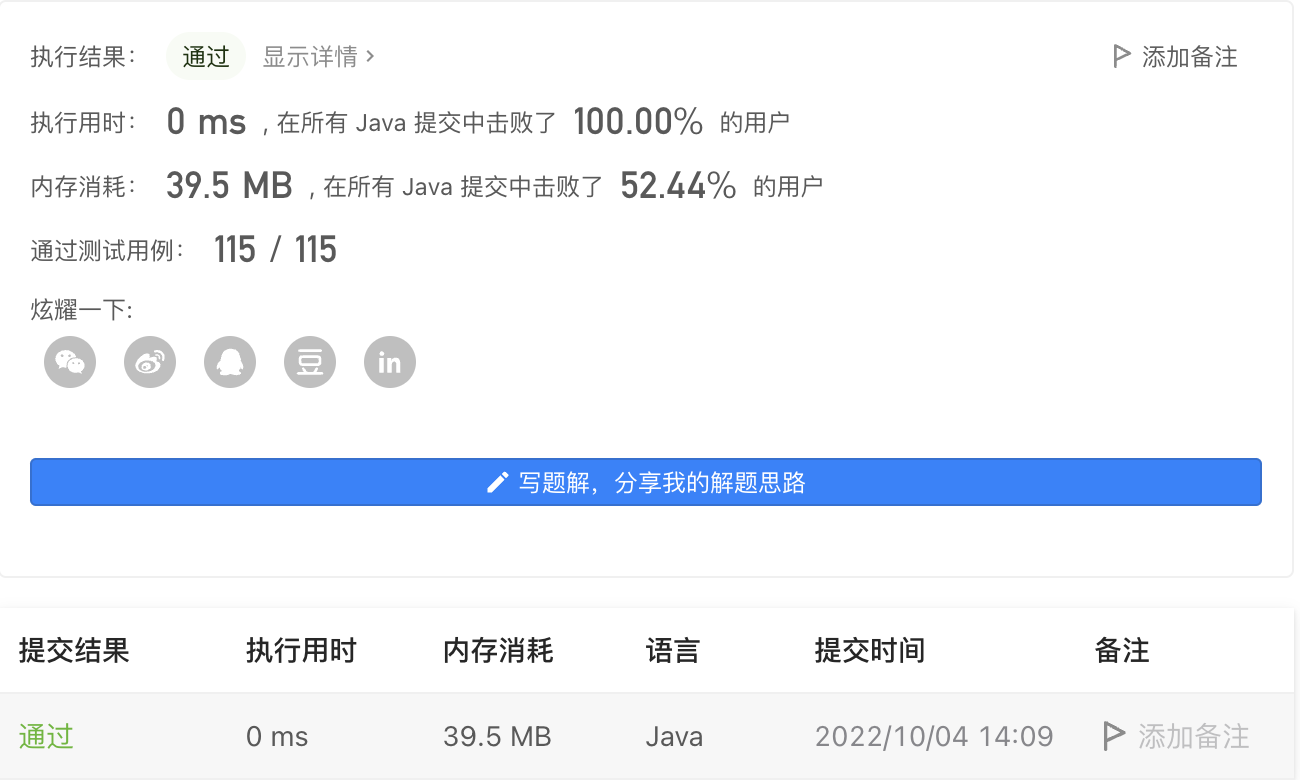 执行结果： 通过 显示详情 › 添加备注
执行用时： 0 ms , 在所有 Java 提交中击败了 100.00% 的用户
内存消耗： 39.5 MB , 在所有 Java 提交中击败了 52.44% 的用户
通过测试用例： 115 / 115
炫耀一下:
in
写题解，分享我的解题思路
提交结果 执行用时 内存消耗 语言 提交时间 备注
通过 0 ms 39.5 MB Java 2022/10/04 14:09 添加备注